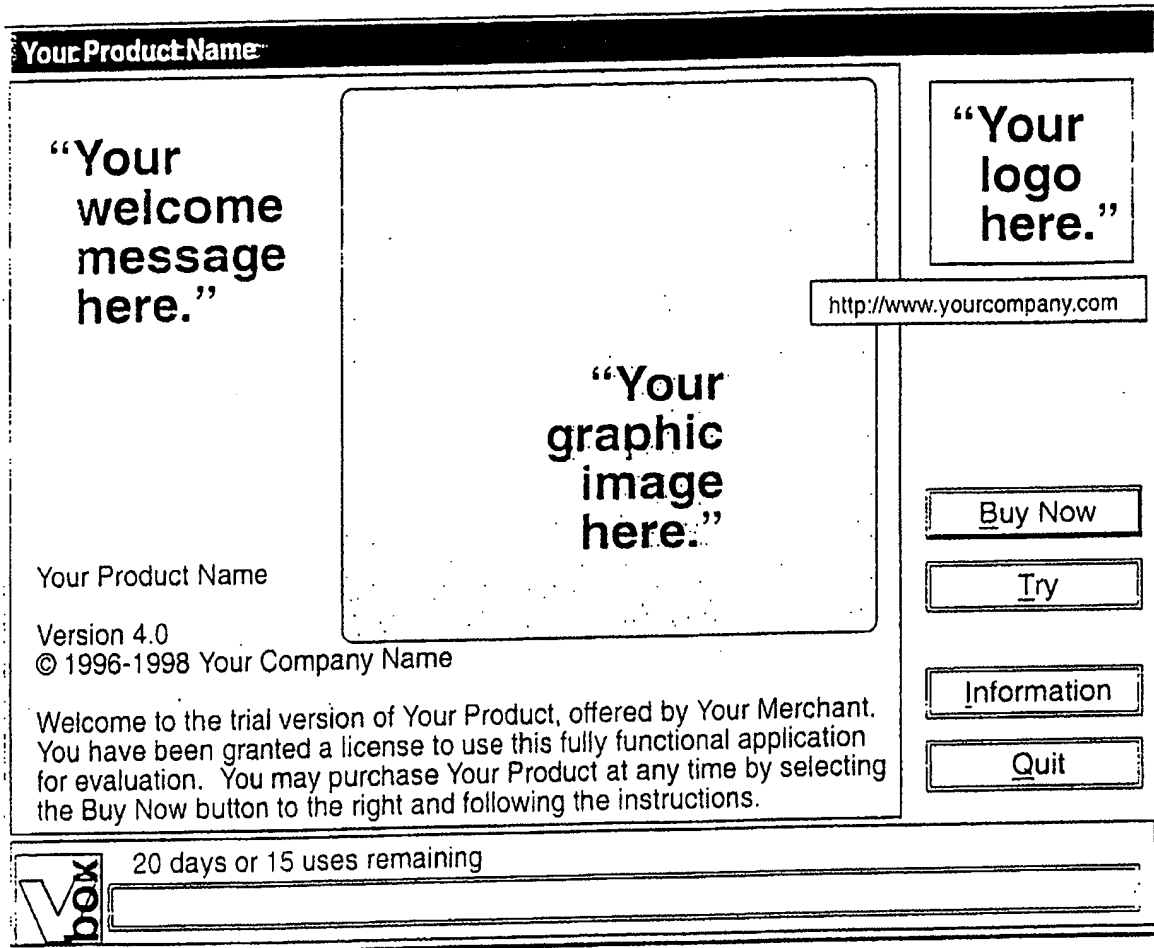 Your Product Name
“Your
welcome
message
here.”
“Your
graphic
image
here.”
“Your
logo
here.”
http://www.yourcompany.com
Buy Now
Try
Information
Quit
Your Product Name
Version 4.0
© 1996-1998 Your Company Name
Welcome to the trial version of Your Product, offered by Your Merchant.
You have been granted a license to use this fully functional application
for evaluation. You may purchase Your Product at any time by selecting
the Buy Now button to the right and following the instructions.
20 days or 15 uses remaining
Vbox